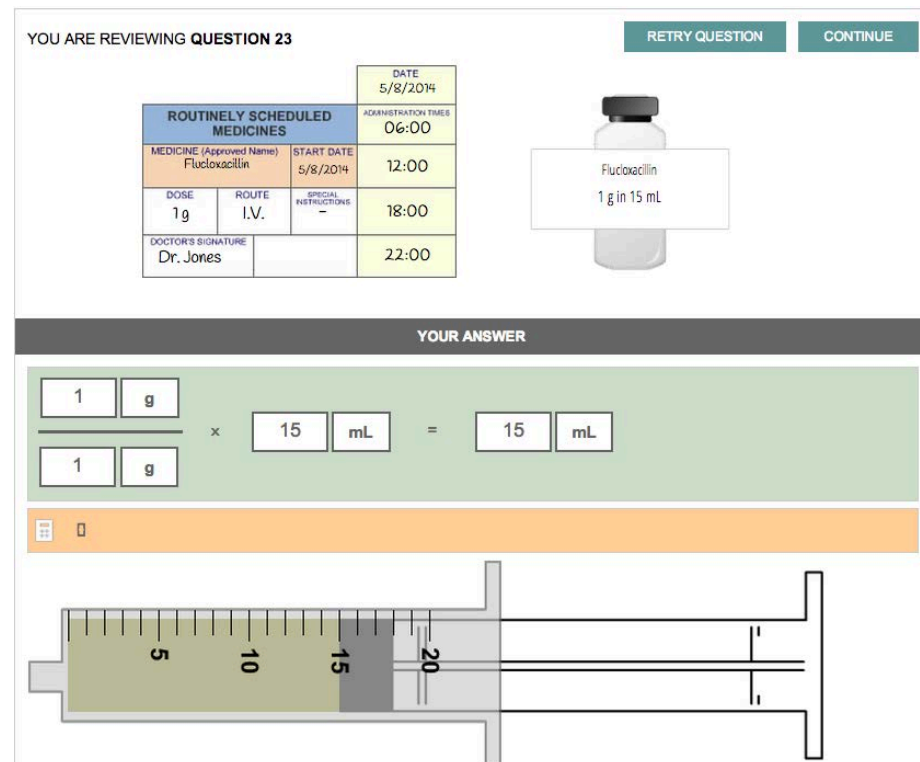 YOU ARE REVIEWING QUESTION 23
RETRY QUESTION
CONTINUE
DATE
5/8/2014
ROUTINELY SCHEDULED
MEDICINES
ADMINISTRATION TIMES
06:00
MEDICINE (Approved Name)
Flucloxacillin
START DATE
5/8/2014
12:00
DOSE
1g
ROUTE
I.V.
SPECIAL
INSTRUCTIONS
–
18:00
DOCTOR'S SIGNATURE
Dr. Jones
22:00
Flucloxacillin
1 g in 15 mL
YOUR ANSWER
1 g
1 g
x 15 mL = 15 mL
5 10 15 20